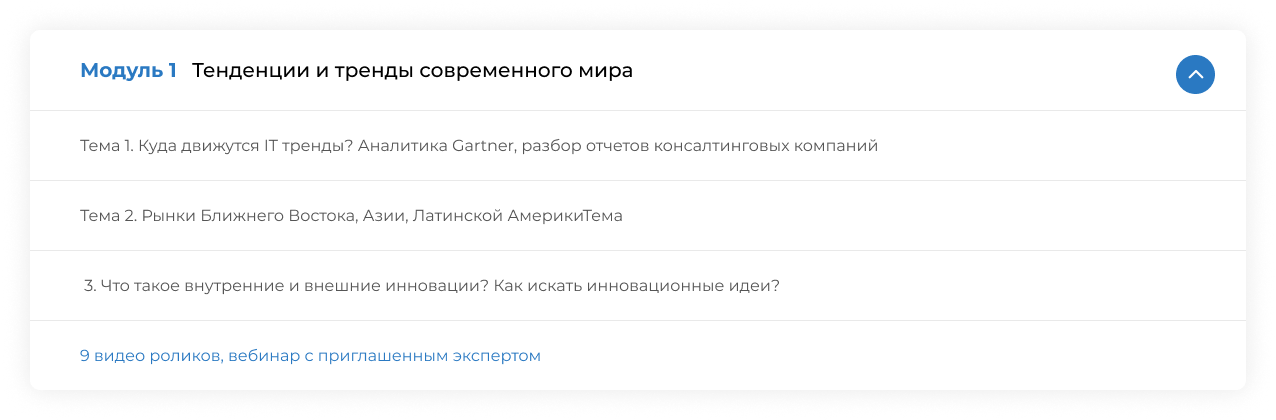 Модуль 1 Тенденции и тренды современного мира
Тема 1. Куда движутся IT тренды? Аналитика Gartner, разбор отчетов консалтинговых компаний
Тема 2. Рынки Ближнего Востока, Азии, Латинской АмерикиТема
3. Что такое внутренние и внешние инновации? Как искать инновационные идеи?
9 видео роликов, вебинар с приглашенным экспертом